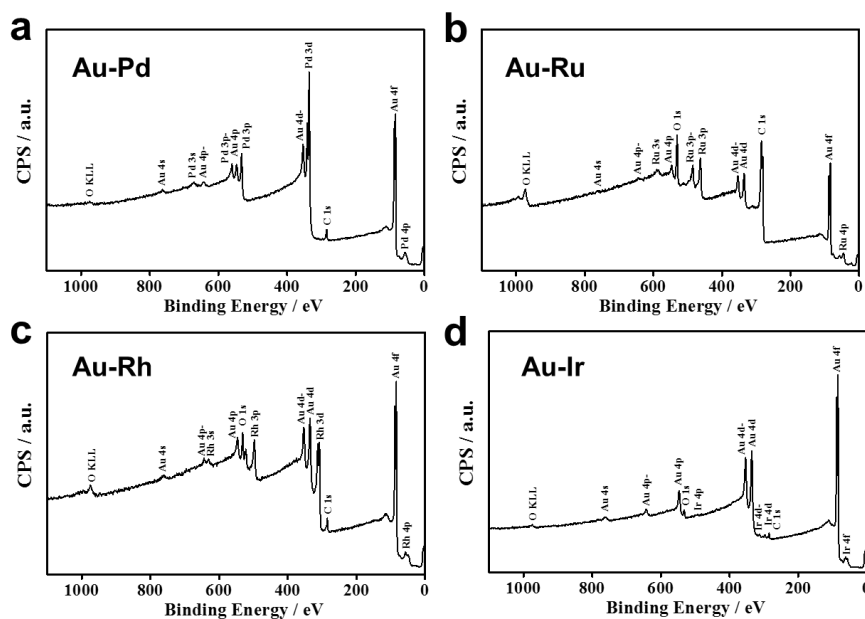 a
Au-Pd
CPS / a.u.
O KLL
Au 4s
Pd 3s
Au 4p-
Pd 3p-
Au 4p
Pd 3p
Au 4d-
Pd 3d
C 1s
Au 4f
Pd 4p
1000 800 600 400 200 0
Binding Energy / eV
b
Au-Ru
CPS / a.u.
O KLL
Au 4s
Au 4p-
Ru 3s
Au 4p
O 1s
Ru 3p-
Ru 3p
Au 4d-
Au 4d
C 1s
Au 4f
Ru 4p
1000 800 600 400 200 0
Binding Energy / eV
c
Au-Rh
CPS / a.u.
O KLL
Au 4s
Au 4p-
Rh 3s
Au 4p
O 1s
Rh 3p
Au 4d-
Au 4d
Rh 3d
C 1s
Au 4f
Rh 4p
1000 800 600 400 200 0
Binding Energy / eV
d
Au-Ir
CPS / a.u.
O KLL
Au 4s
Au 4p-
Au 4p
O 1s
Ir 4p
Au 4d-
Au 4d
Ir 4d-
Ir 4d
C 1s
Au 4f
Ir 4f
1000 800 600 400 200 0
Binding Energy / eV